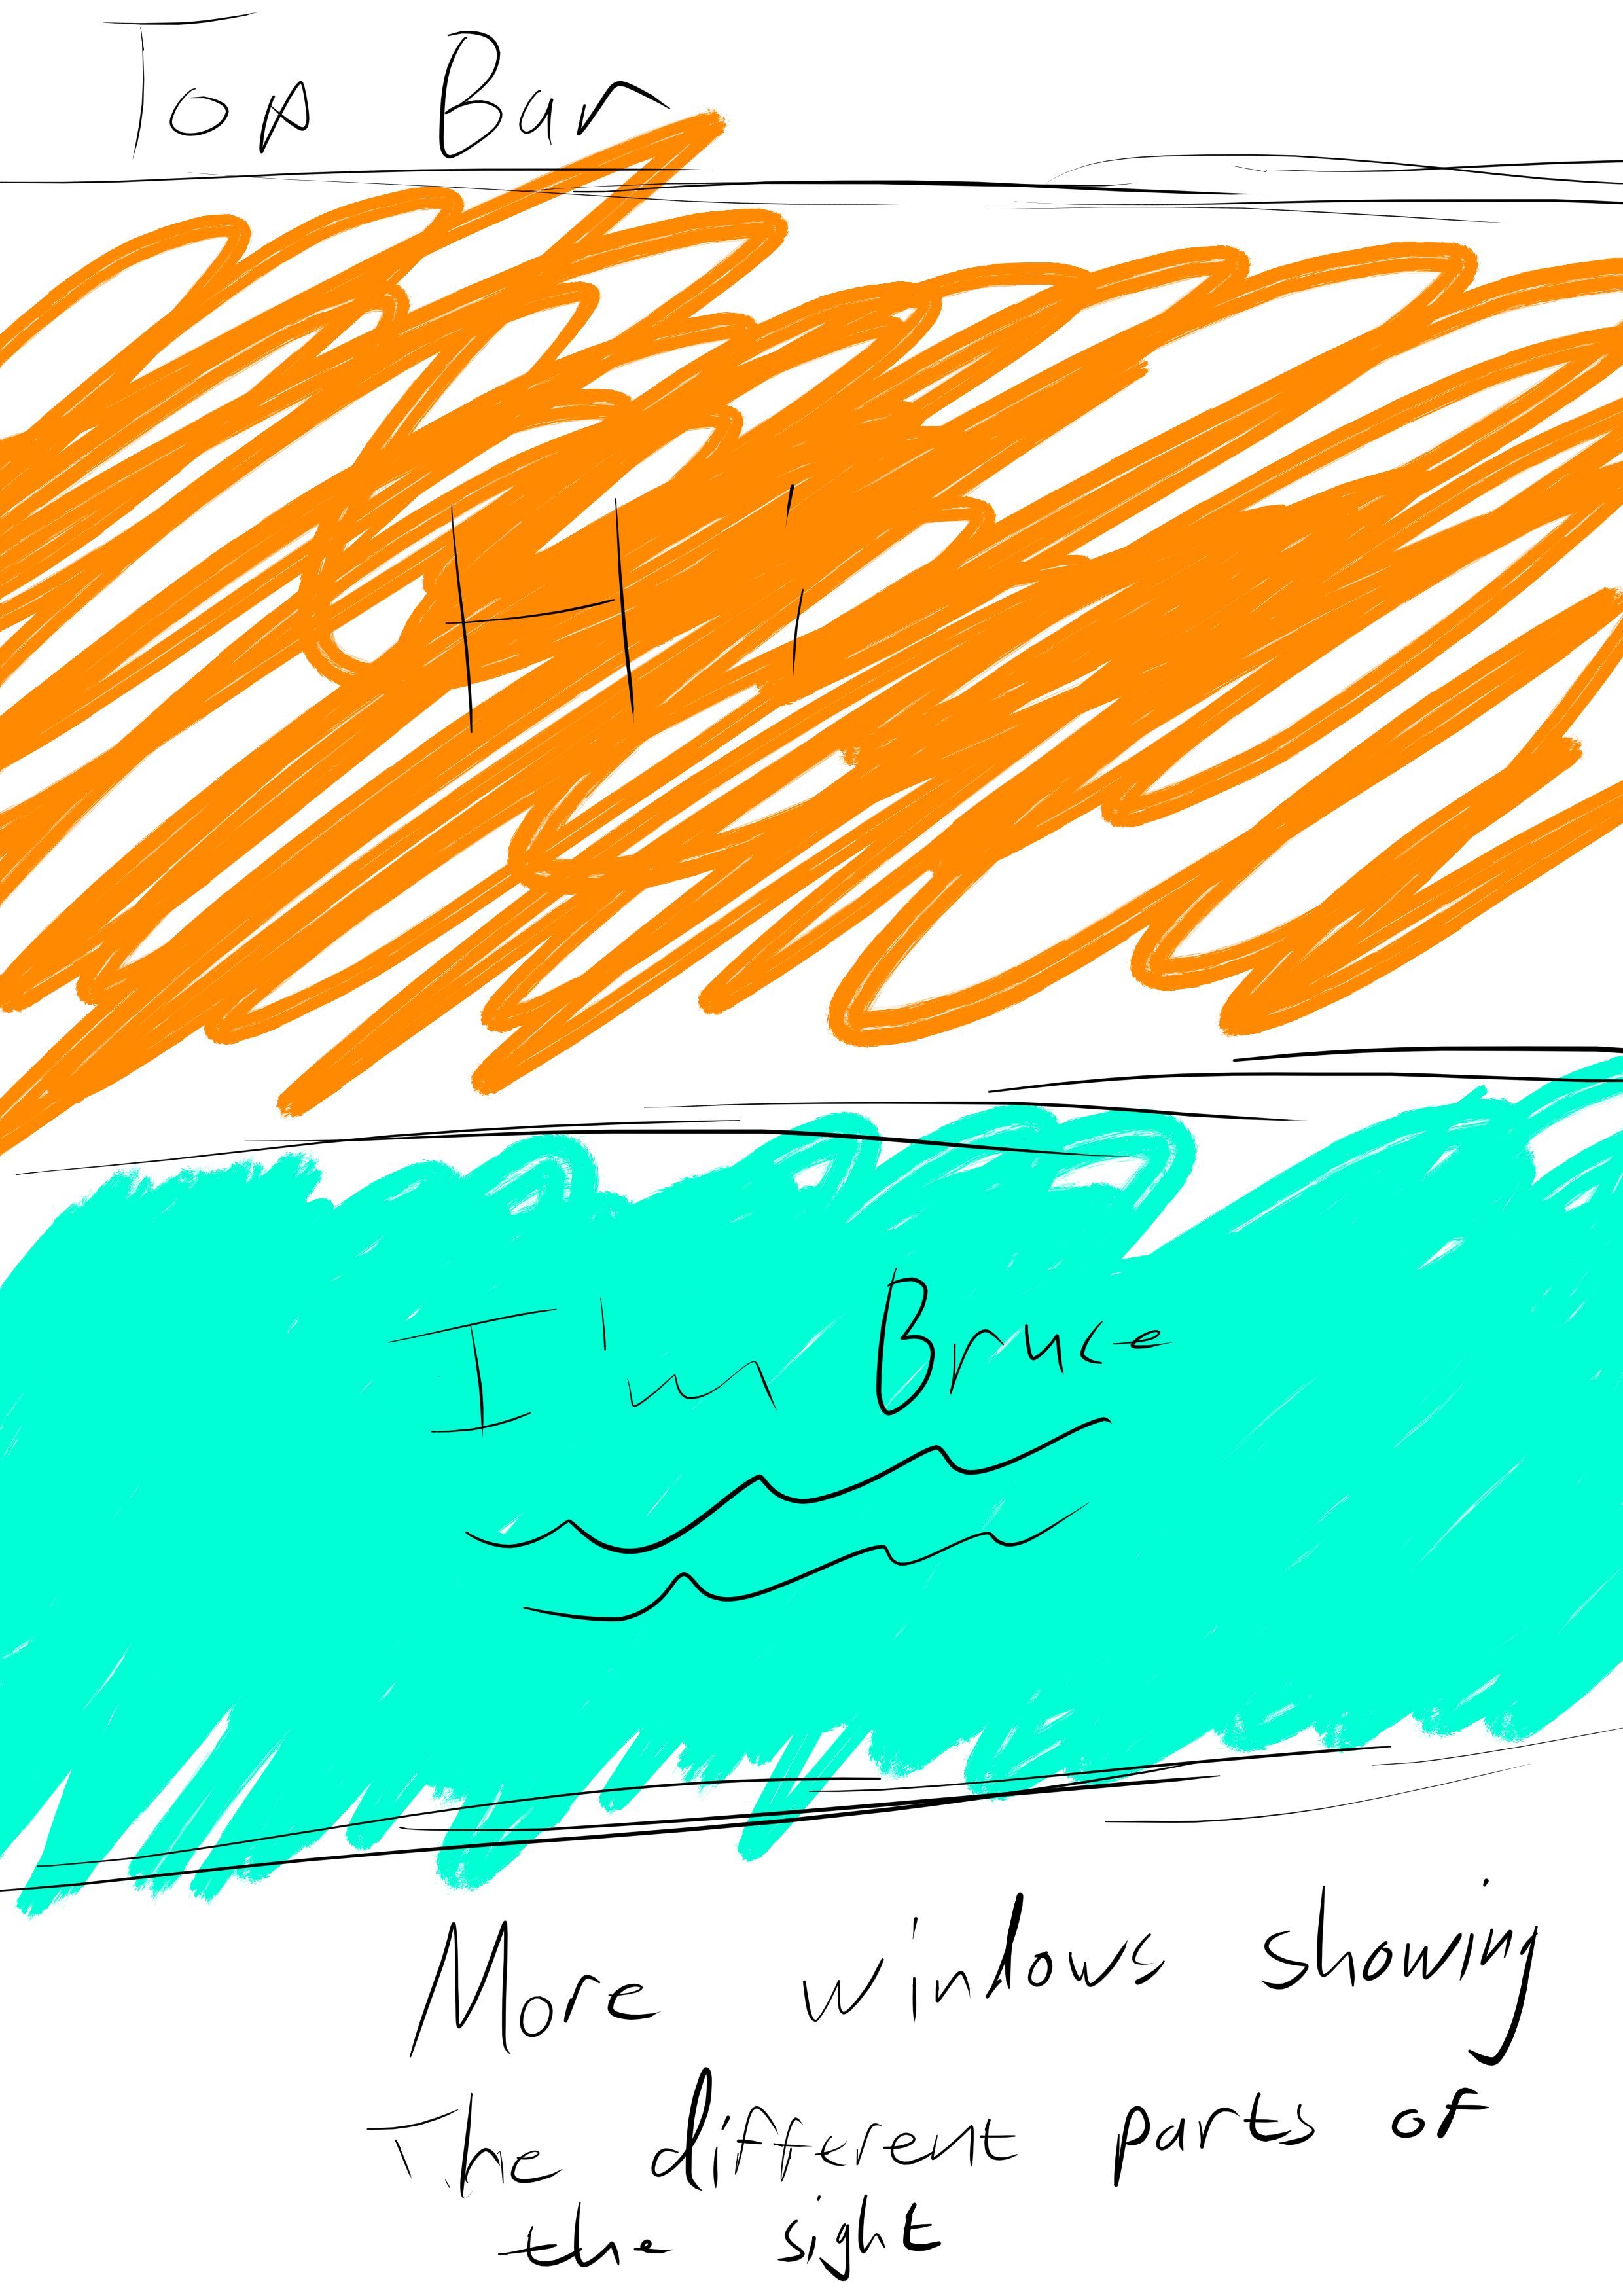 Top Bar
Hi
I'm Bruce
More windows showing
The different parts of
the sight